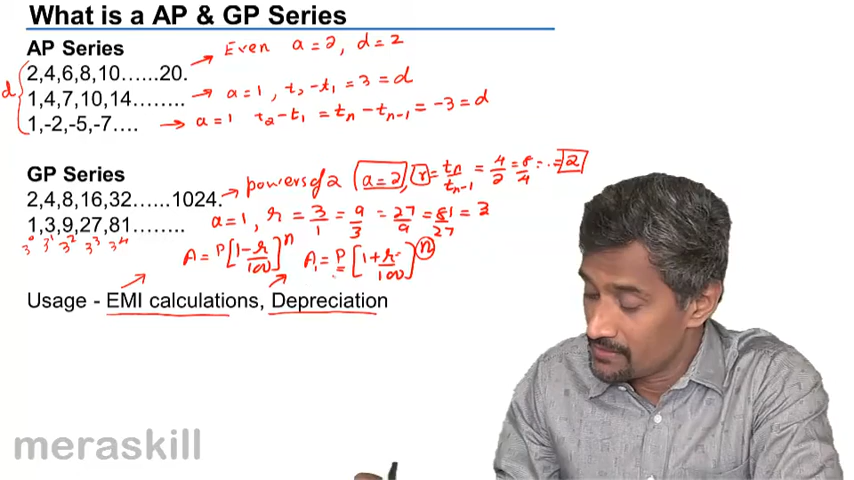 What is a AP & GP Series
AP Series
Even a = 2, d = 2
2,4,6,8,10……20.
1,4,7,10,14……..
a = 1, t₂ - t₁ = 3 = d
1,-2,-5,-7….
a = 1 t₂ - t₁ = tₙ - tₙ₋₁ = -3 = d
d
GP Series
2,4,8,16,32……1024.
powers of 2 a = 2, r = tₙ/tₙ₋₁ = 4/2 = 8/4 = .. = 2
1,3,9,27,81……..
a = 1, r = 3/1 = 9/3 = 27/9 = 81/27 = 3
3⁰ 3¹ 3² 3³ 3⁴
A = P[1 - r/100]ⁿ A₁ = P[1 + r/100]ⁿ
Usage - EMI calculations, Depreciation
meraskill